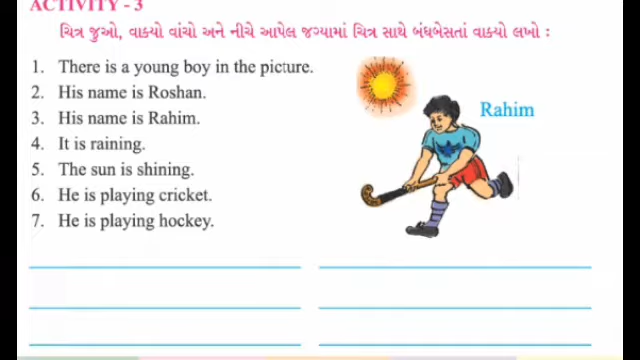 ACTIVITY - 3
ચિત્ર જુઓ, વાક્યો વાંચો અને નીચે આપેલ જગ્યામાં ચિત્ર સાથે બંધબેસતાં વાક્યો લખો :
1. There is a young boy in the picture.
2. His name is Roshan.
3. His name is Rahim.
4. It is raining.
5. The sun is shining.
6. He is playing cricket.
7. He is playing hockey.
Rahim